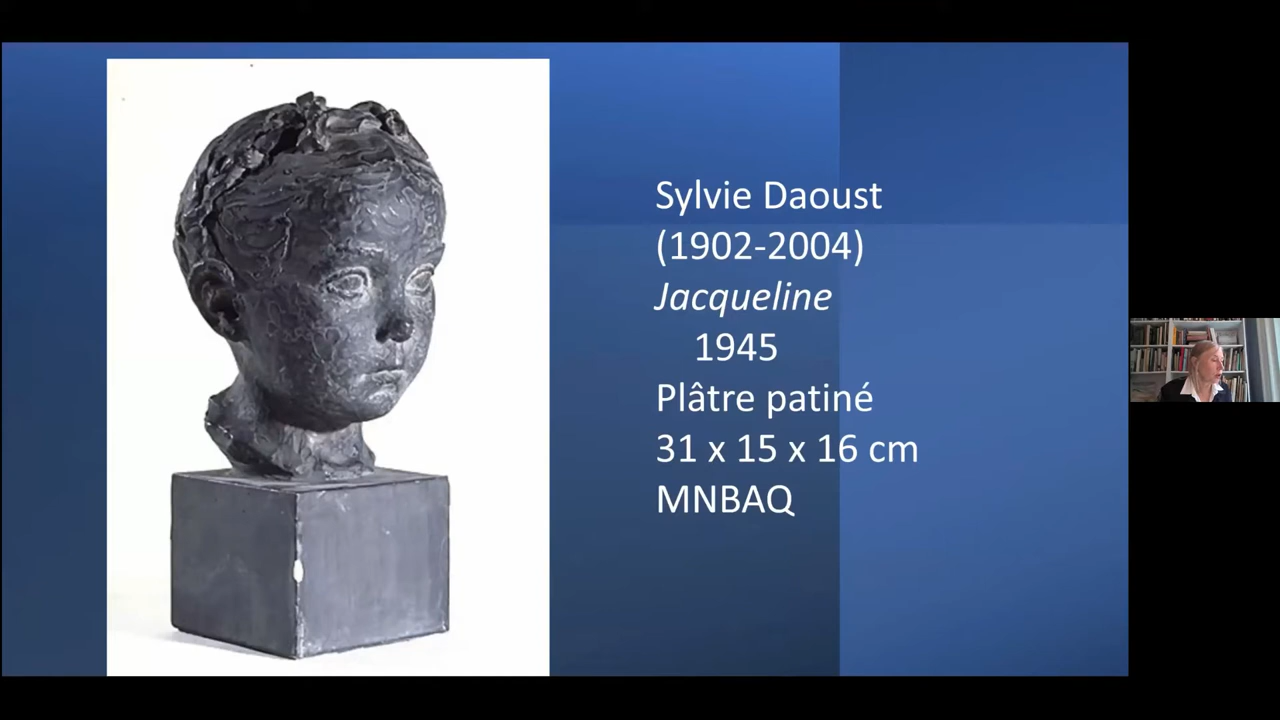 Sylvie Daoust
(1902-2004)
Jacqueline
1945
Plâtre patiné
31 x 15 x 16 cm
MNBAQ